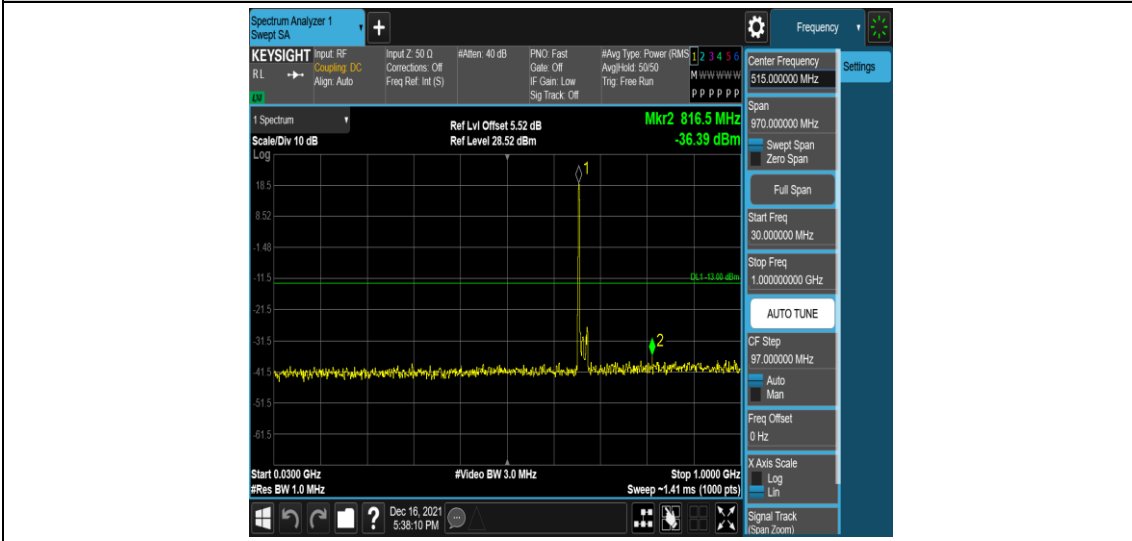 Spectrum Analyzer 1
Swept SA
+
Frequency
KEYSIGHT
RL
Input: RF
Coupling: DC
Align: Auto
Input Z: 50 Ω
Corrections: Off
Freq Ref: Int (S)
#Atten: 40 dB
PNO: Fast
Gate: Off
IF Gain: Low
Sig Track: Off
#Avg Type: Power (RMS
Avg|Hold: 50/50
Trig: Free Run
1 2 3 4 5 6
M W W W W W
P P P P P P
1 Spectrum
Scale/Div 10 dB
Log
Ref Lvl Offset 5.52 dB
Ref Level 28.52 dBm
Mkr2 816.5 MHz
-36.39 dBm
1
18.5
8.52
-1.48
-11.5
DL1 -13.00 dBm
-21.5
-31.5
2
-41.5
-51.5
-61.5
Start 0.0300 GHz
#Res BW 1.0 MHz
#Video BW 3.0 MHz
Stop 1.0000 GHz
Sweep ~1.41 ms (1000 pts)
?
Dec 16, 2021
5:38:10 PM
Center Frequency
515.000000 MHz
Settings
Span
970.000000 MHz
Swept Span
Zero Span
Full Span
Start Freq
30.000000 MHz
Stop Freq
1.000000000 GHz
AUTO TUNE
CF Step
97.000000 MHz
Auto
Man
Freq Offset
0 Hz
X Axis Scale
Log
Lin
Signal Track
(Span Zoom)